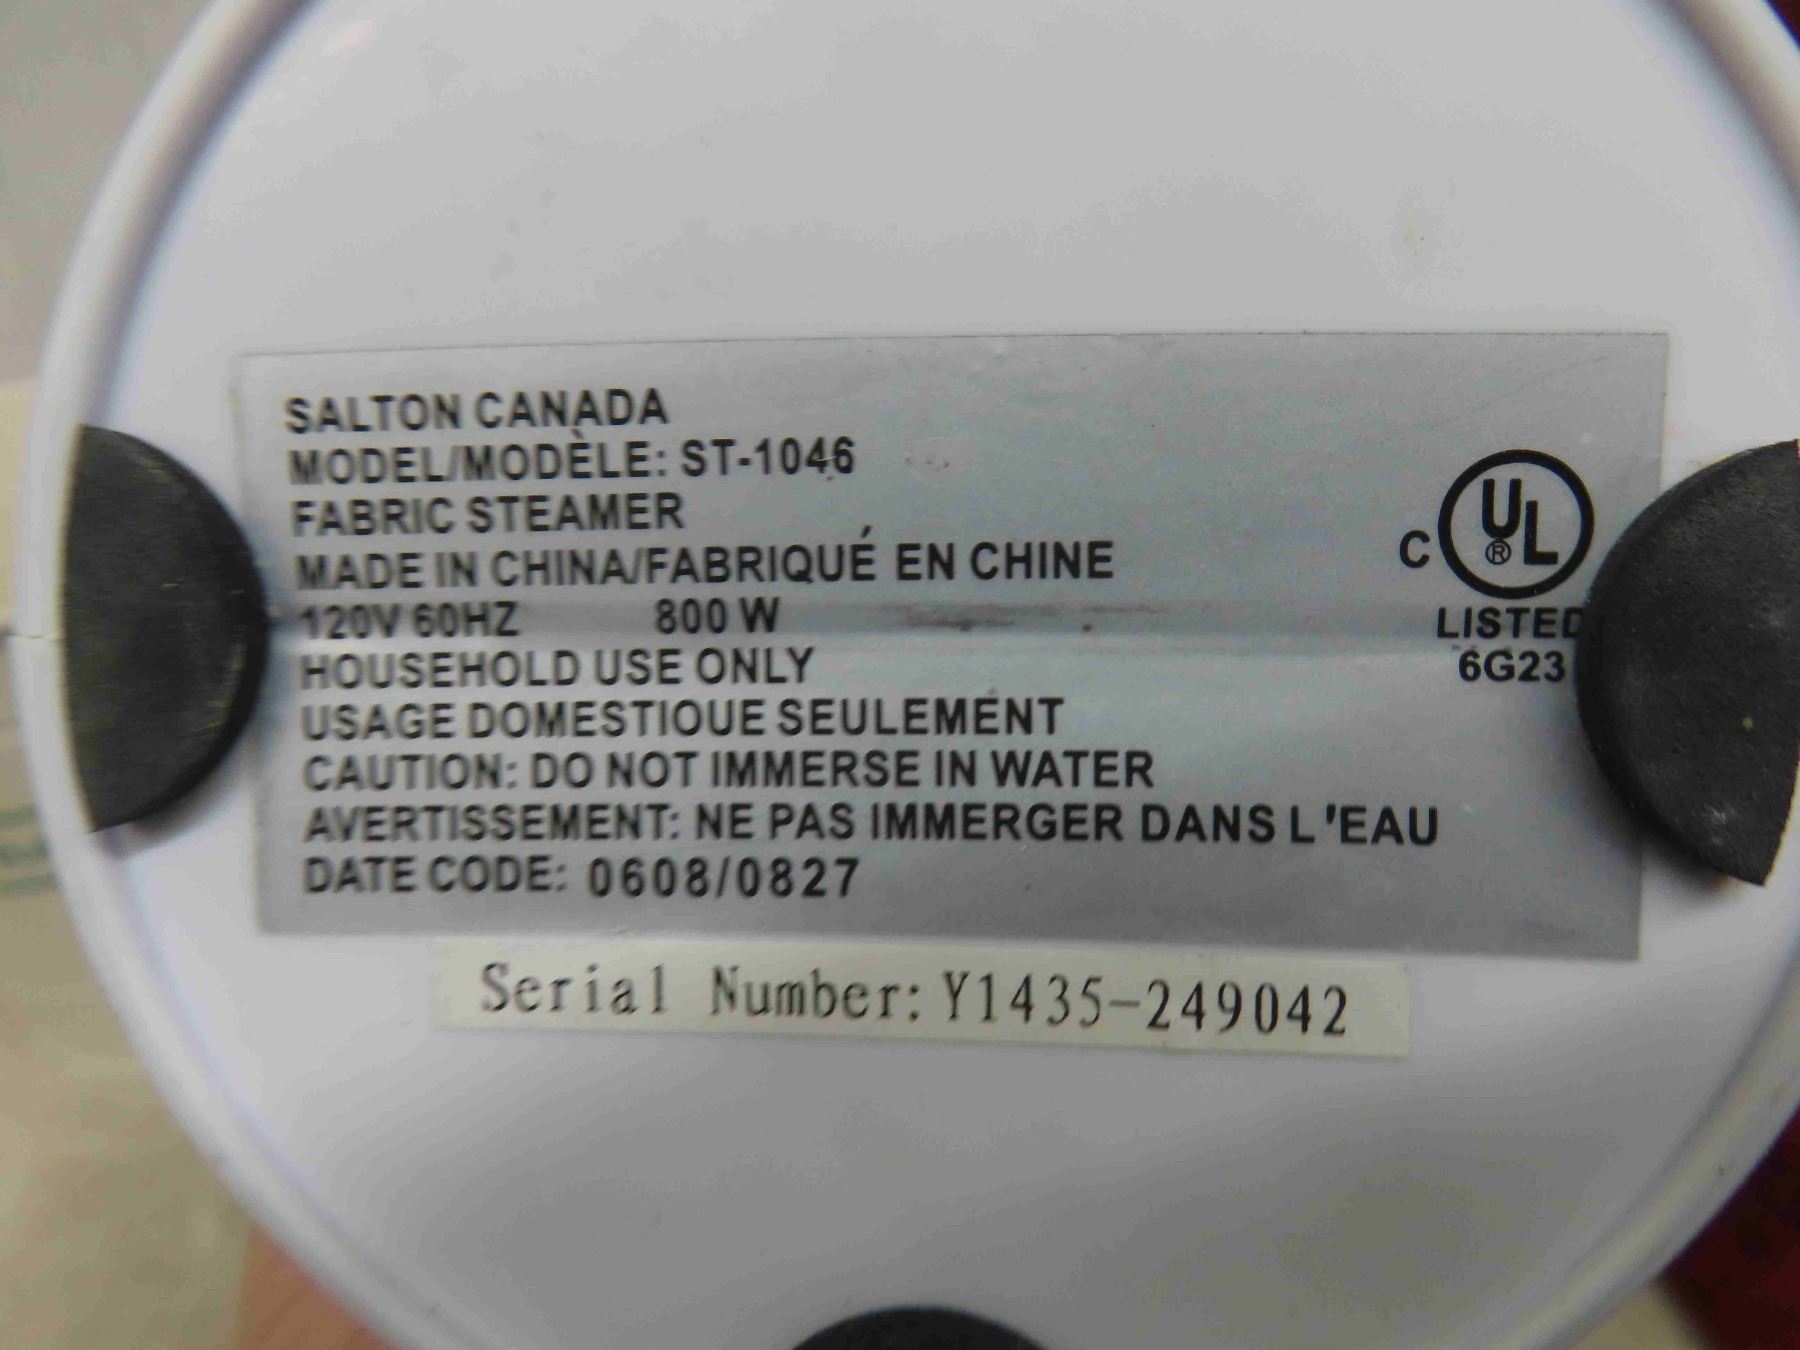 SALTON CANADA
MODEL/MODÈLE: ST-1046
FABRIC STEAMER
MADE IN CHINA/FABRIQUÉ EN CHINE
120V 60HZ 800 W
HOUSEHOLD USE ONLY
USAGE DOMESTIQUE SEULEMENT
CAUTION: DO NOT IMMERSE IN WATER
AVERTISSEMENT: NE PAS IMMERGER DANS L'EAU
DATE CODE: 0608/0827
C UL ®
LISTED
6G23
Serial Number: Y1435-249042